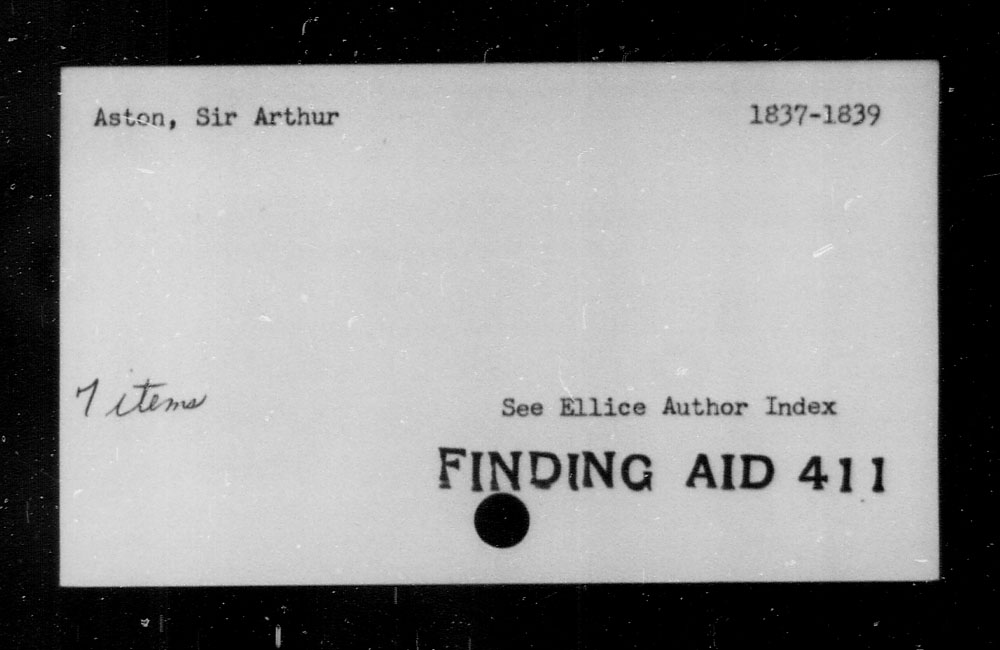 Aston, Sir Arthur 1837-1839
7 items
See Ellice Author Index
FINDING AID 411